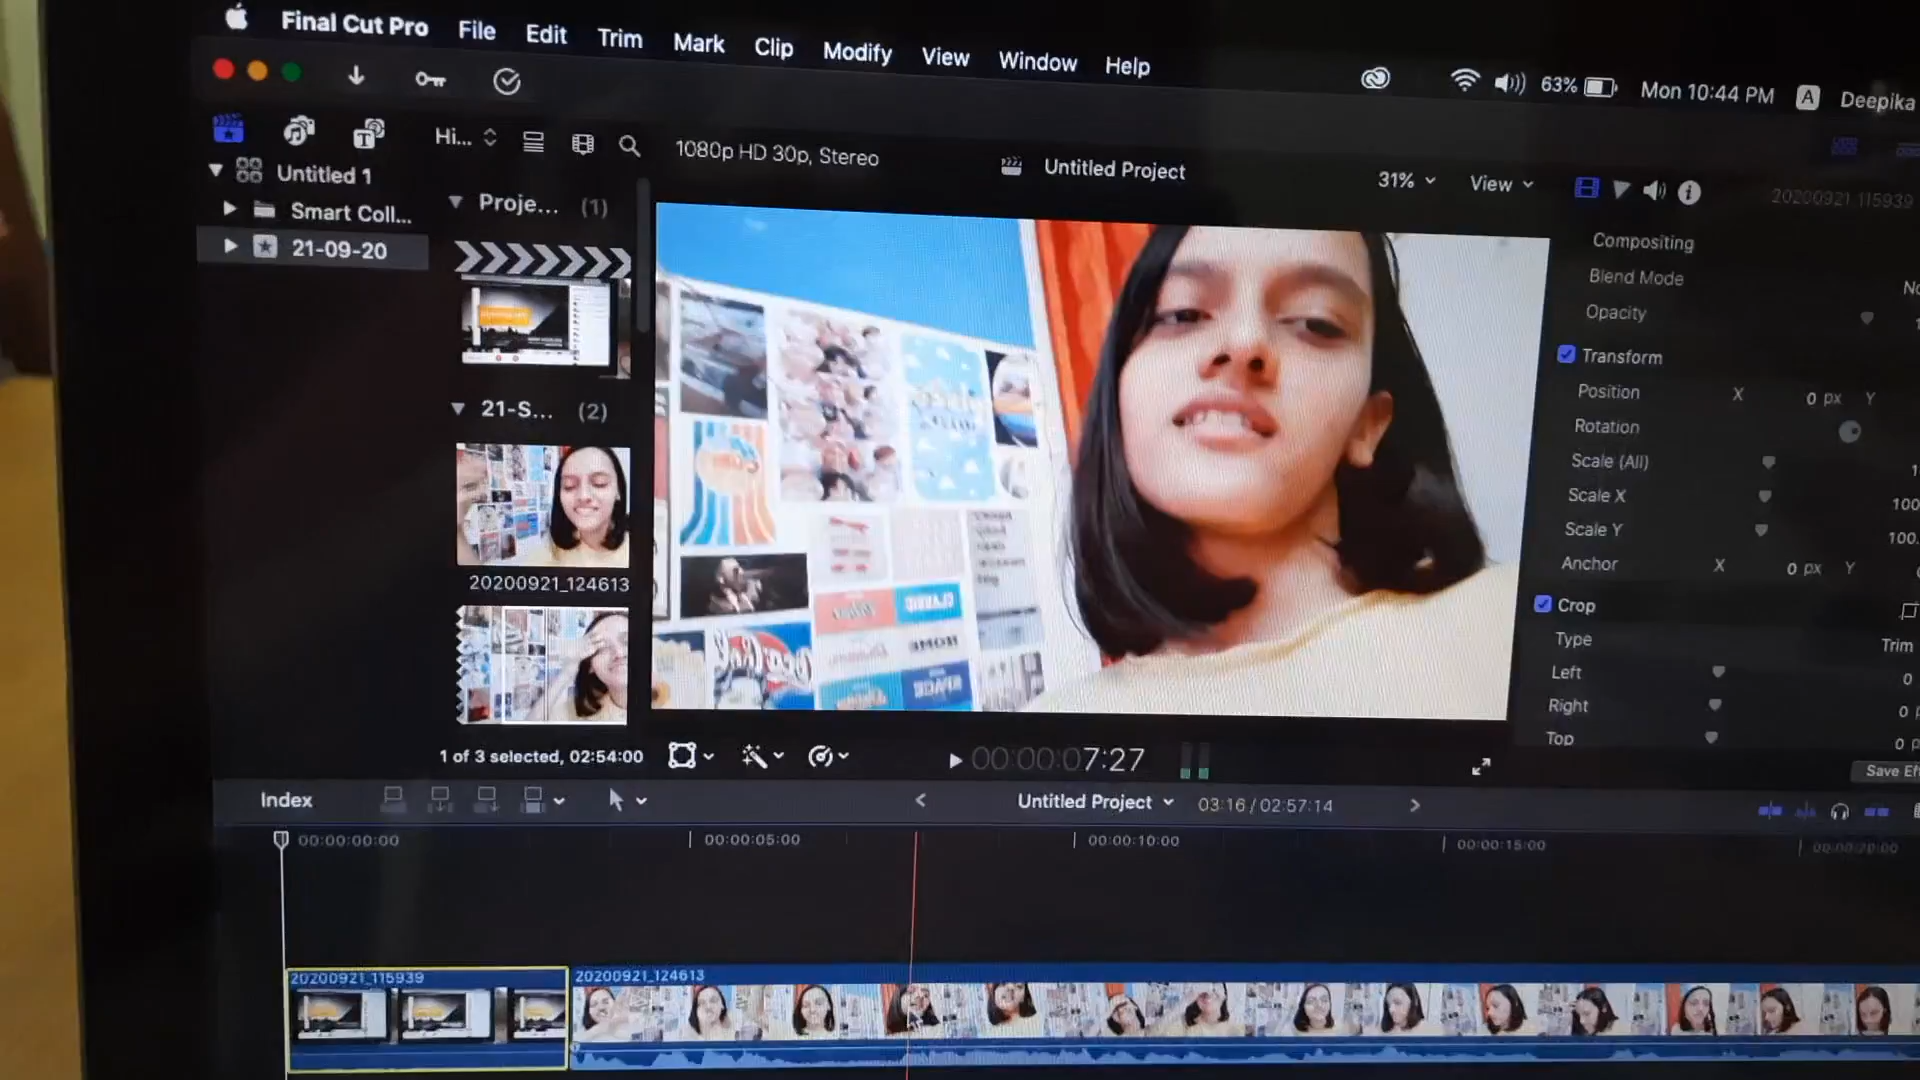 Final Cut Pro File Edit Trim Mark Clip Modify View Window Help
63% Mon 10:44 PM A Deepika
Hi... 1080p HD 30p, Stereo Untitled Project 31% View
Untitled 1
Smart Coll...
21-09-20
Proje... (1)
21-S... (2)
20200921_124613
20200921_115939
Compositing
Blend Mode
Opacity
Transform
Position X 0 px Y
Rotation
Scale (All)
Scale X 100
Scale Y 100.
Anchor X 0 px Y
Crop
Type Trim
Left 0
Right 0
Top 0
CLASSIC
HOME
SPACE
1 of 3 selected, 02:54:00 00:00:07:27
Save Eff
Index Untitled Project 03:16 / 02:57:14
00:00:00:00 00:00:05:00 00:00:10:00 00:00:15:00 00:00:20:00
20200921_115939 20200921_124613